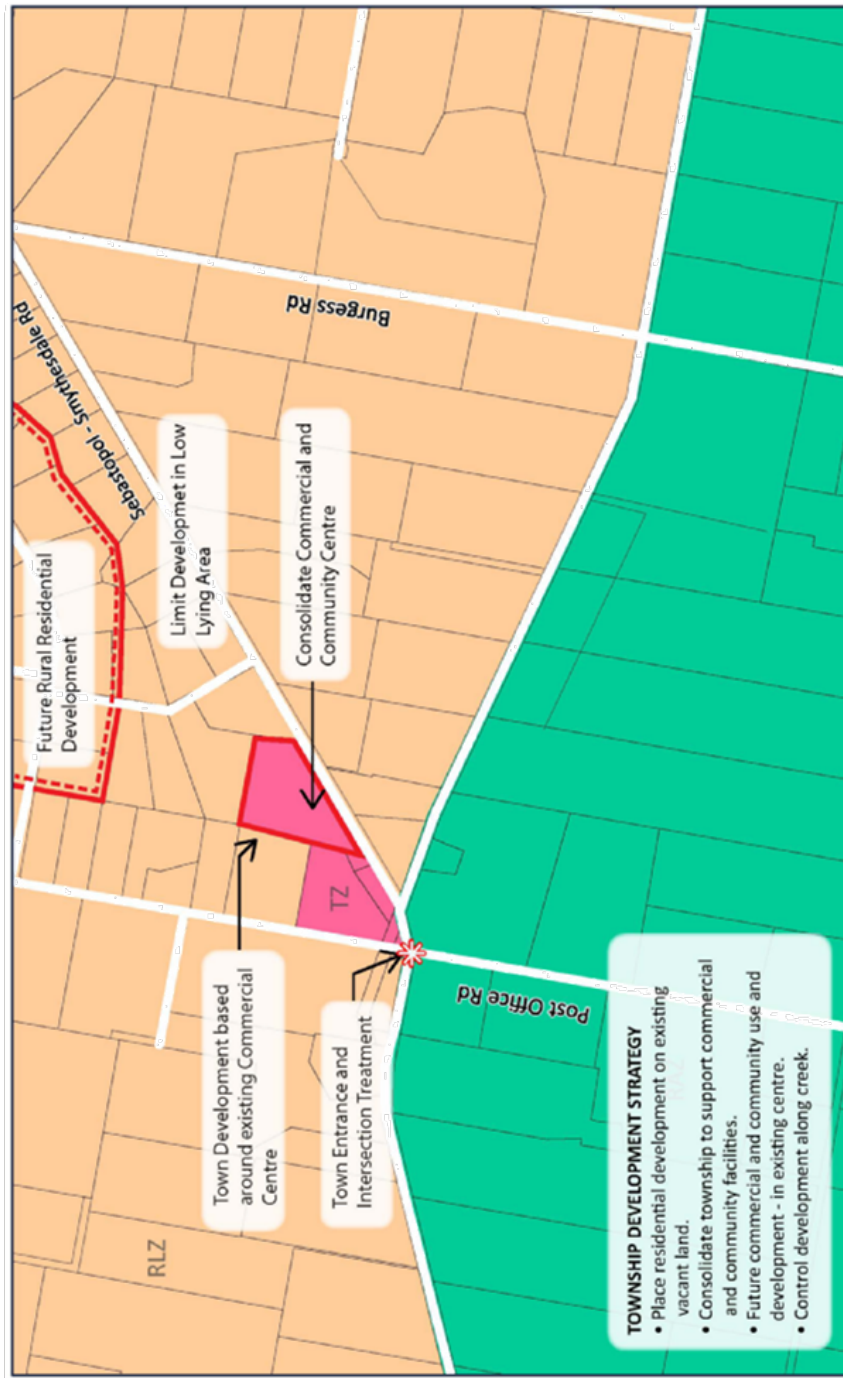 Future Rural Residential
Development
Sebastopol - Smythesdale Rd
Limit Developmet in Low
Lying Area
Burgess Rd
Consolidate Commercial and
Community Centre
Town Development based
around existing Commercial
Centre
TZ
RLZ
Town Entrance and
Intersection Treatment
Post Office Rd
TOWNSHIP DEVELOPMENT STRATEGY
• Place residential development on existing
vacant land.
• Consolidate township to support commercial
and community facilities.
• Future commercial and community use and
development - in existing centre.
• Control development along creek.